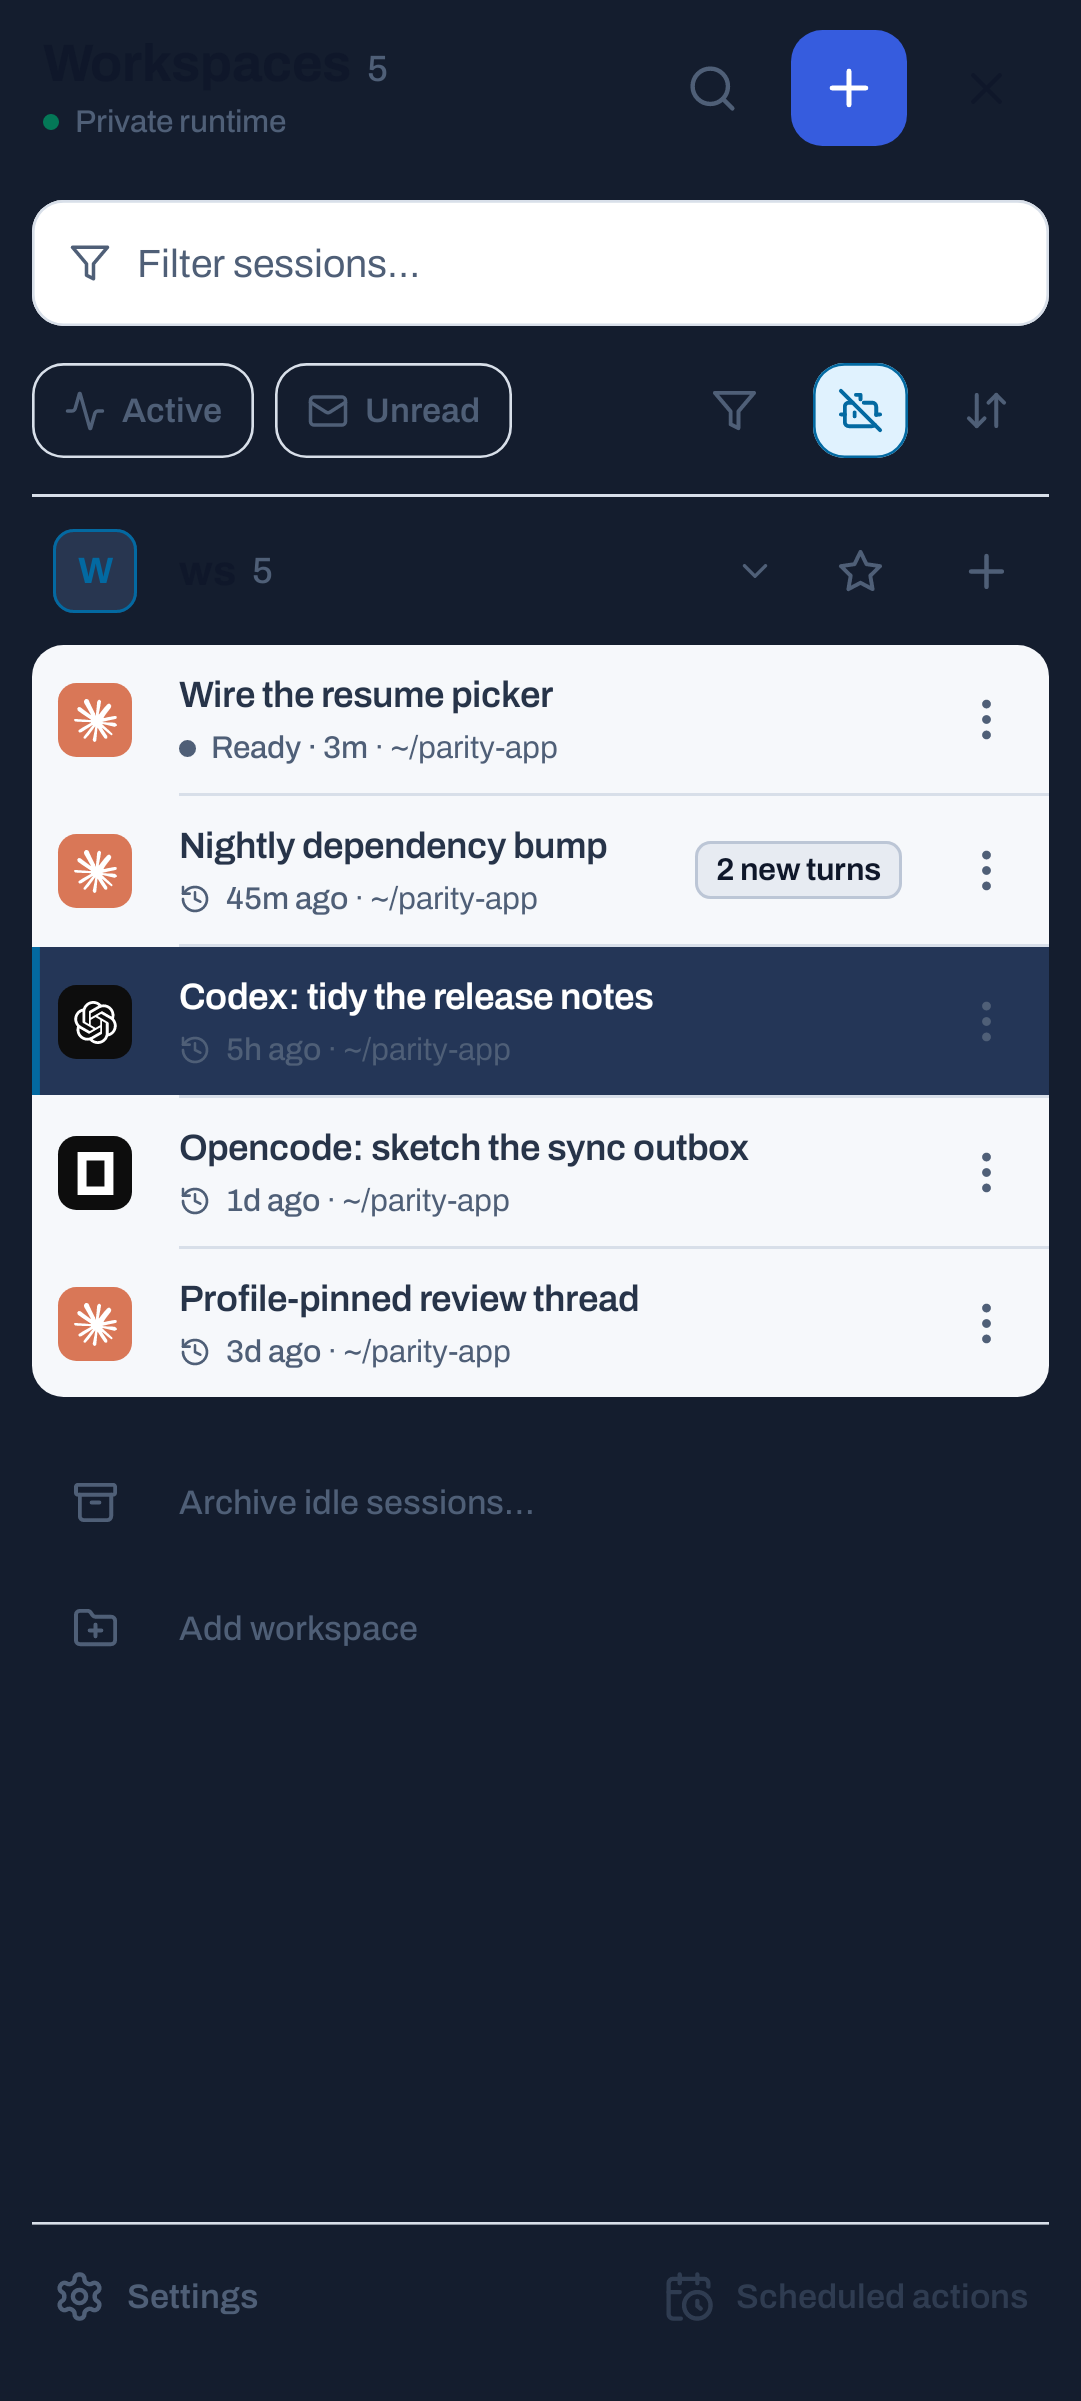 Workspaces 5
Private runtime
Filter sessions...
Active Unread
W ws 5
Wire the resume picker
Ready · 3m · ~/parity-app
Nightly dependency bump
2 new turns
45m ago · ~/parity-app
Codex: tidy the release notes
5h ago · ~/parity-app
Opencode: sketch the sync outbox
1d ago · ~/parity-app
Profile-pinned review thread
3d ago · ~/parity-app
Archive idle sessions...
Add workspace
Settings Scheduled actions